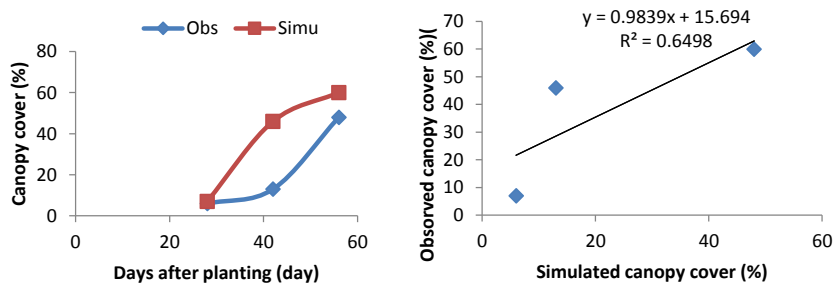 Obs Simu
80
60
40
20
0
0 20 40 60
Canopy cover (%)
Days after planting (day)
y = 0.9839x + 15.694
R² = 0.6498
70
60
50
40
30
20
10
0
0 20 40 60
Obsorved canopy cover (%)(
Simulated canopy cover (%)